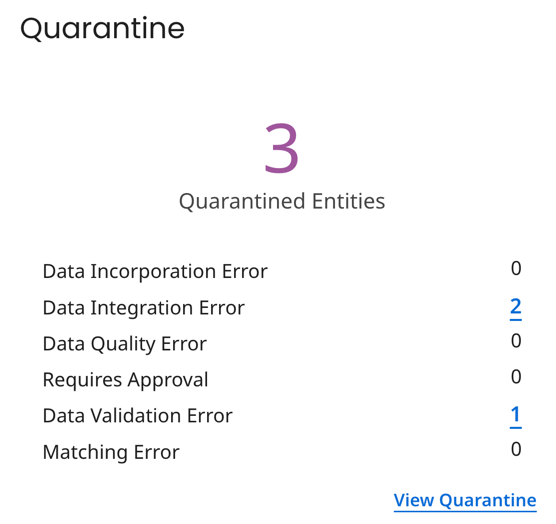 Quarantine
3
Quarantined Entities
Data Incorporation Error 0
Data Integration Error 2
Data Quality Error 0
Requires Approval 0
Data Validation Error 1
Matching Error 0
View Quarantine